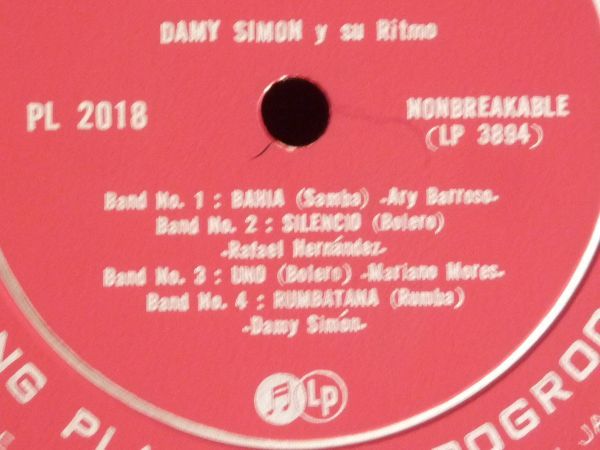 DAMY SIMON y su Ritmo
PL 2018
NONBREAKABLE
(LP 3894)
Band No. 1 : BAHIA (Samba) -Ary Barroso-
Band No. 2 : SILENCIO (Bolero)
-Rafael Hernández-
Band No. 3 : UNO (Bolero) -Mariano Mores-
Band No. 4 : RUMBATANA (Rumba)
-Damy Simón-
Lp